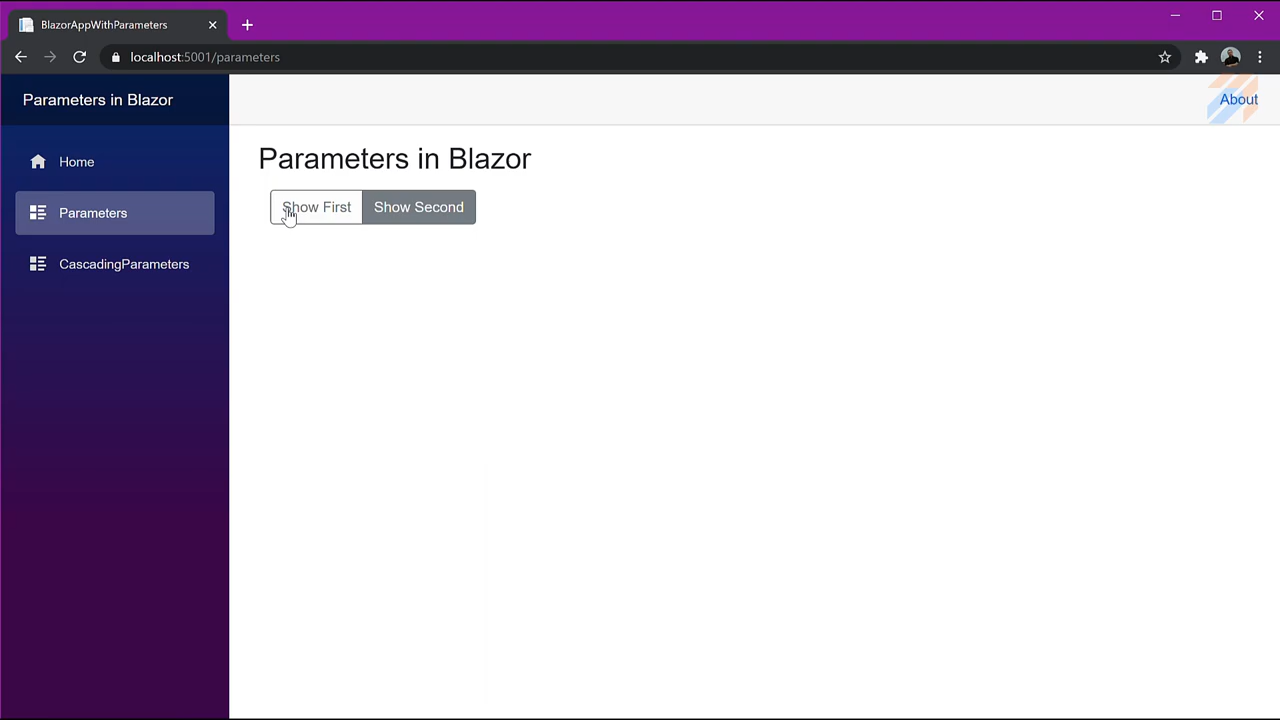 BlazorAppWithParameters
localhost:5001/parameters
Parameters in Blazor
About
Home
Parameters
CascadingParameters
Parameters in Blazor
Show First
Show Second